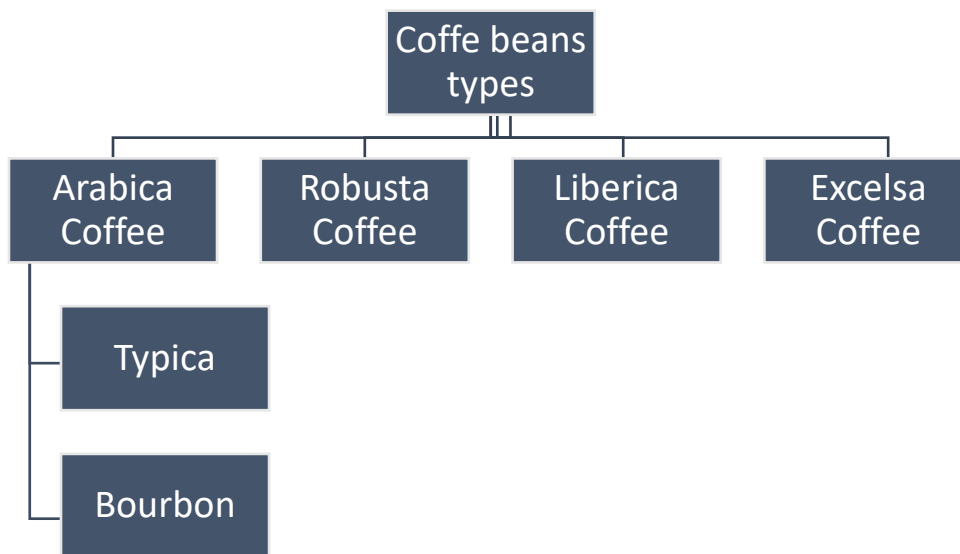 Coffe beans
types
Arabica
Coffee
Robusta
Coffee
Liberica
Coffee
Excelsa
Coffee
Typica
Bourbon